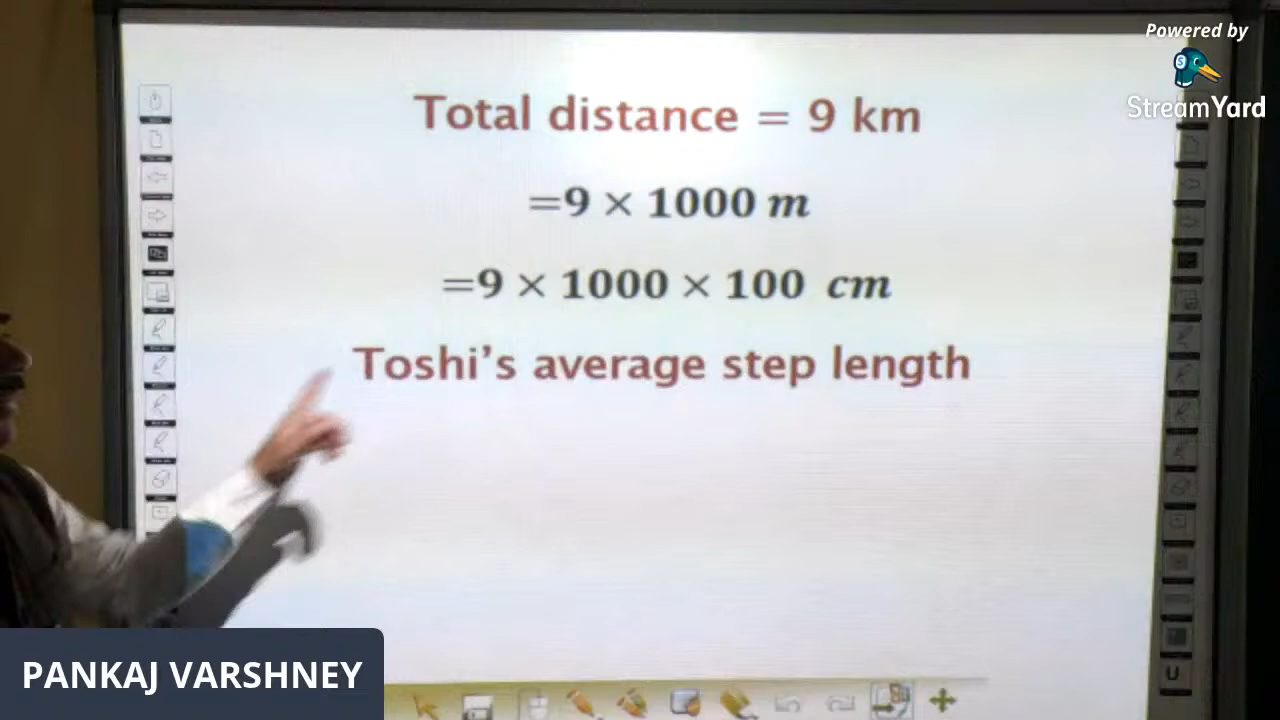 Powered by
StreamYard
Total distance = 9 km
=9 × 1000 m
=9 × 1000 × 100 cm
Toshi's average step length
PANKAJ VARSHNEY